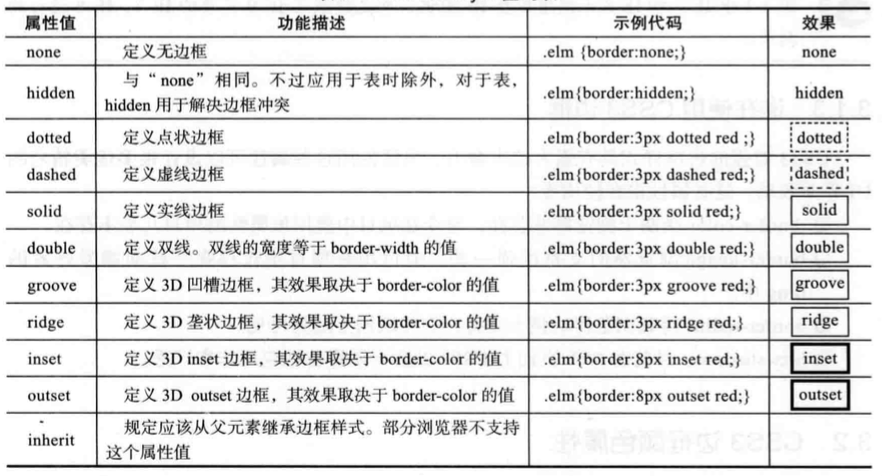 属性值 功能描述 示例代码 效果
none 定义无边框 .elm {border:none;} none
hidden 与“none”相同。不过应用于表时除外，对于表， .elm{border:hidden;} hidden
hidden 用于解决边框冲突
dotted 定义点状边框 .elm{border:3px dotted red ;} dotted
dashed 定义虚线边框 .elm{border:3px dashed red;} dashed
solid 定义实线边框 .elm{border:3px solid red;} solid
double 定义双线。双线的宽度等于 border-width 的值 .elm{border:3px double red;} double
groove 定义 3D 凹槽边框，其效果取决于 border-color 的值 .elm{border:3px groove red;} groove
ridge 定义 3D 垄状边框，其效果取决于 border-color 的值 .elm{border:3px ridge red;} ridge
inset 定义 3D inset 边框，其效果取决于 border-color 的值 .elm{border:8px inset red;} inset
outset 定义 3D outset 边框，其效果取决于 border-color 的值 .elm{border:8px outset red;} outset
inherit 规定应该从父元素继承边框样式。部分浏览器不支持
这个属性值